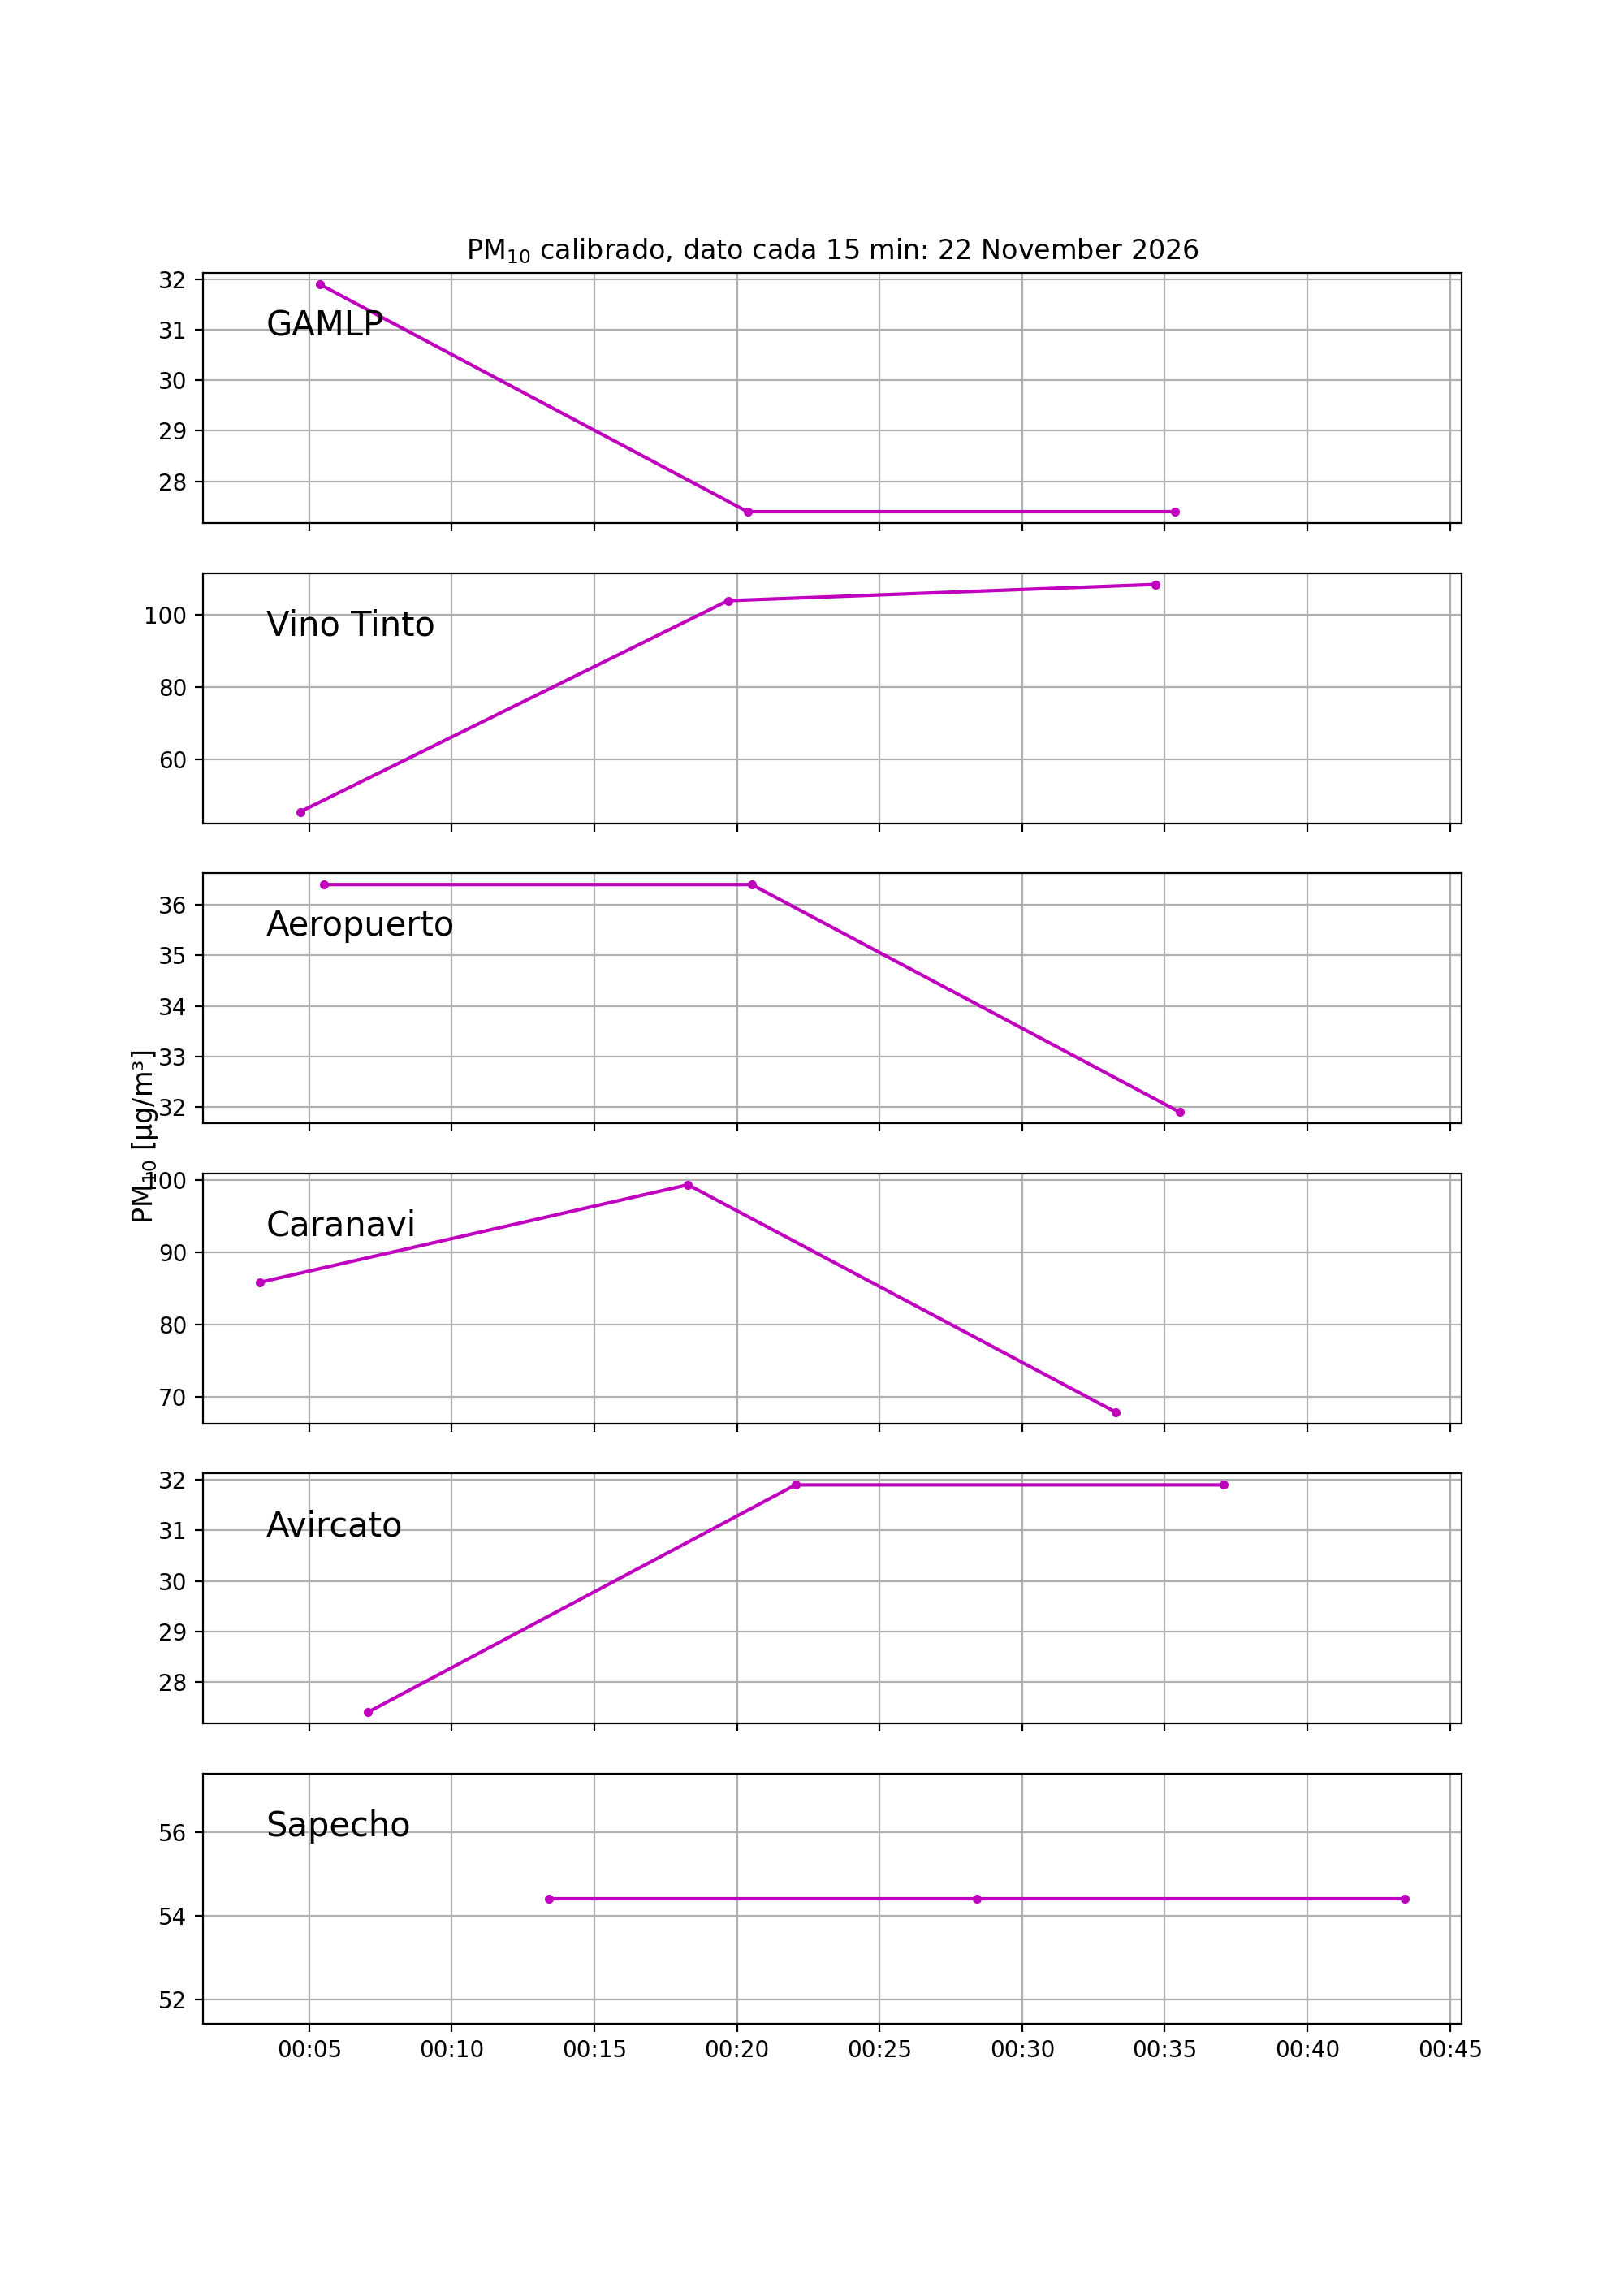 PM₁₀ calibrado, dato cada 15 min: 22 November 2026
32
GAMLP
31
30
29
28
100
Vino Tinto
80
60
36
Aeropuerto
35
34
33
32
PM₁₀ [µg/m³]
100
Caranavi
90
80
70
32
Avircato
31
30
29
28
Sapecho
56
54
52
00:05 00:10 00:15 00:20 00:25 00:30 00:35 00:40 00:45